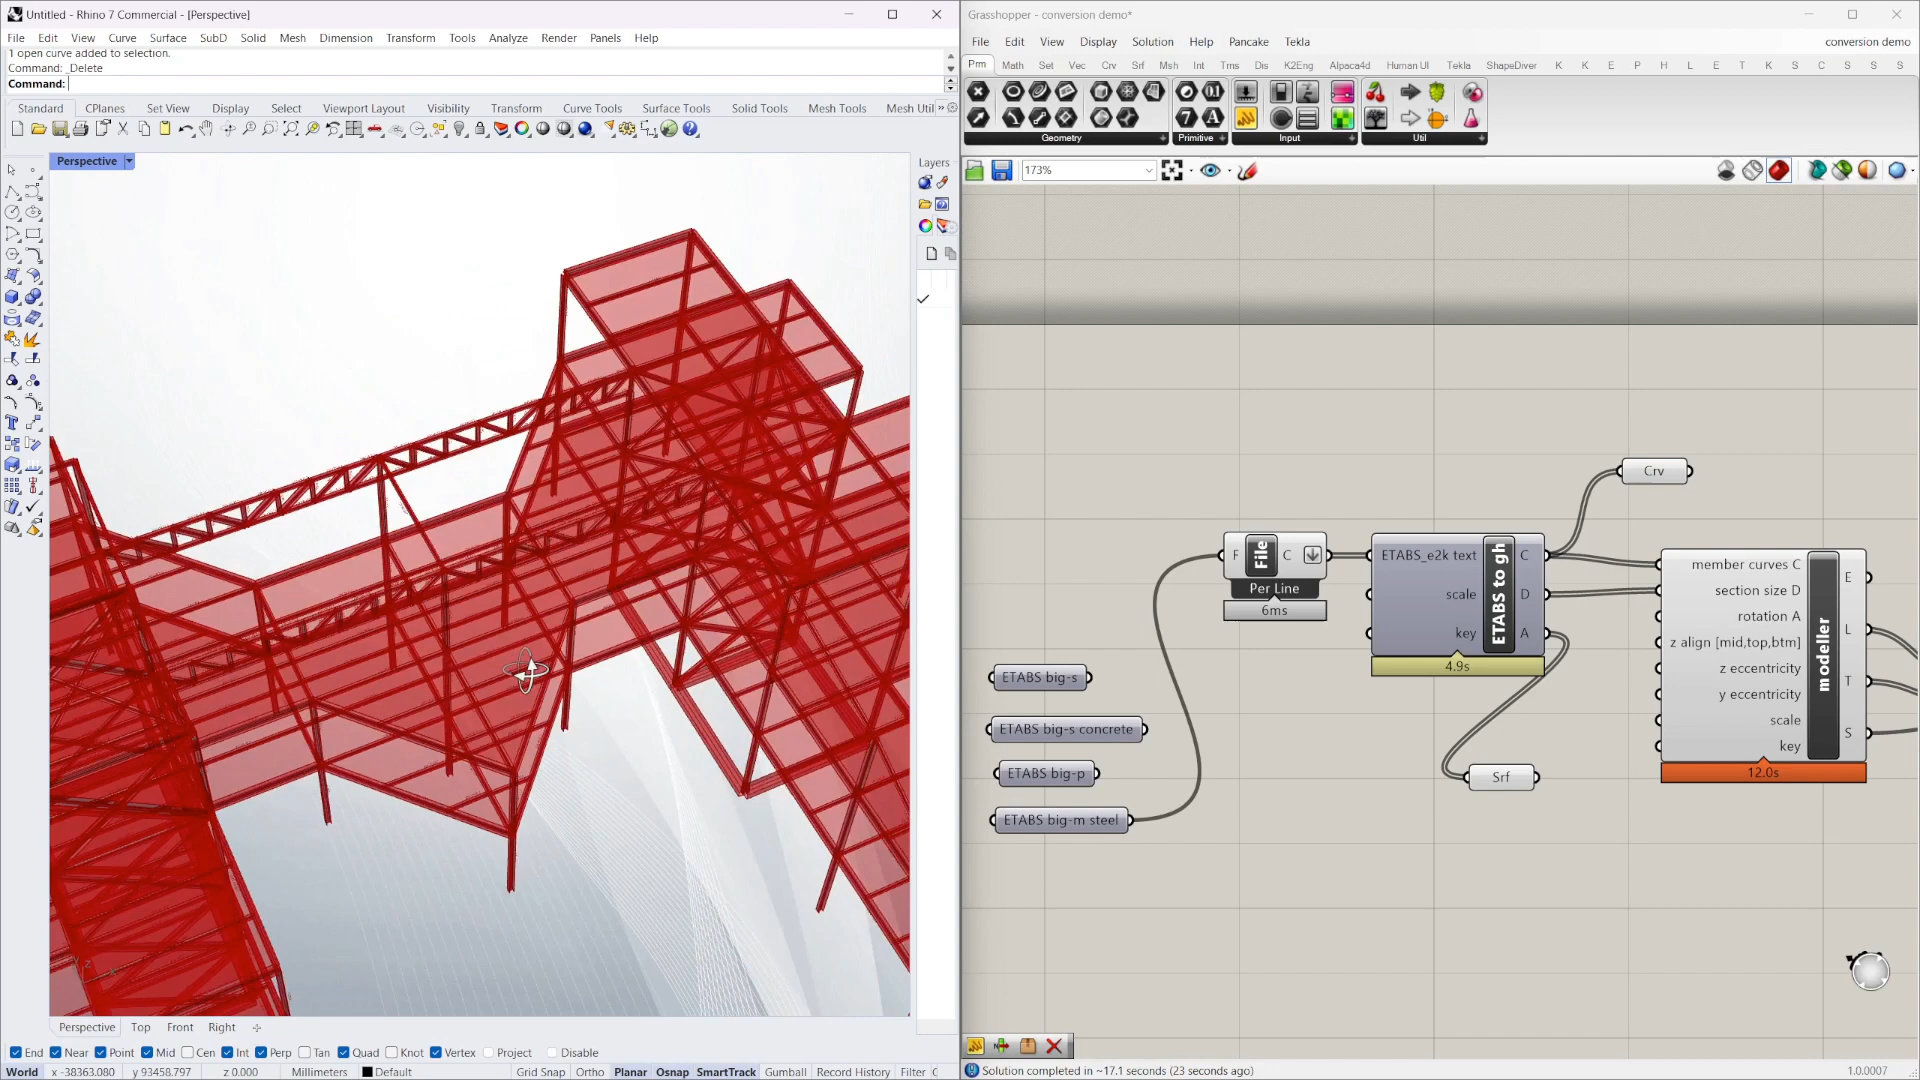 Untitled - Rhino 7 Commercial - [Perspective]
File Edit View Curve Surface SubD Solid Mesh Dimension Transform Tools Analyze Render Panels Help
1 open curve added to selection.
Command: _Delete
Command:
Standard CPlanes Set View Display Select Viewport Layout Visibility Transform Curve Tools Surface Tools Solid Tools Mesh Tools Mesh Util
Perspective
Layers
Perspective Top Front Right
End Near Point Mid Cen Int Perp Tan Quad Knot Vertex Project Disable
World x -38363.080 y 93458.797 z 0.000 Millimeters Default Grid Snap Ortho Planar Osnap SmartTrack Gumball Record History Filter
Grasshopper - conversion demo*
File Edit View Display Solution Help Pancake Tekla conversion demo
Prm Math Set Vec Crv Srf Msh Int Trns Dis K2Eng Alpaca4d Human UI Tekla ShapeDiver K K E P H L E T K S C S S S
Geometry Primitive Input Util
173%
Crv
F File C
Per Line
6ms
ETABS_e2k text
scale
key
ETABS to gh
C
D
A
4.9s
member curves C
section size D
rotation A
z align [mid,top,btm]
z eccentricity
y eccentricity
scale
key
modeller
E
L
T
S
12.0s
ETABS big-s
ETABS big-s concrete
ETABS big-p
ETABS big-m steel
Srf
Solution completed in ~17.1 seconds (23 seconds ago)
1.0.0007